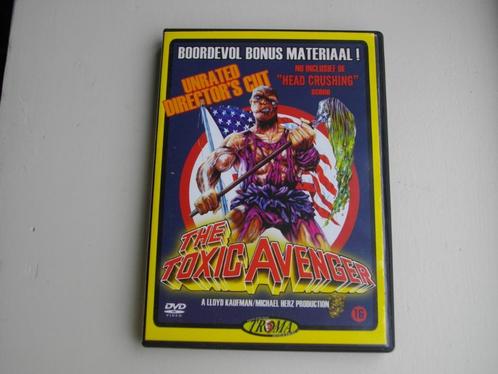 BOORDEVOL BONUS MATERIAAL !
UNRATED
DIRECTOR'S CUT
NU INCLUSIEF DE
"HEAD CRUSHING"
SCENE
THE
TOXIC AVENGER
DVD
VIDEO
A LLOYD KAUFMAN/MICHAEL HERZ PRODUCTION
16
TROMA